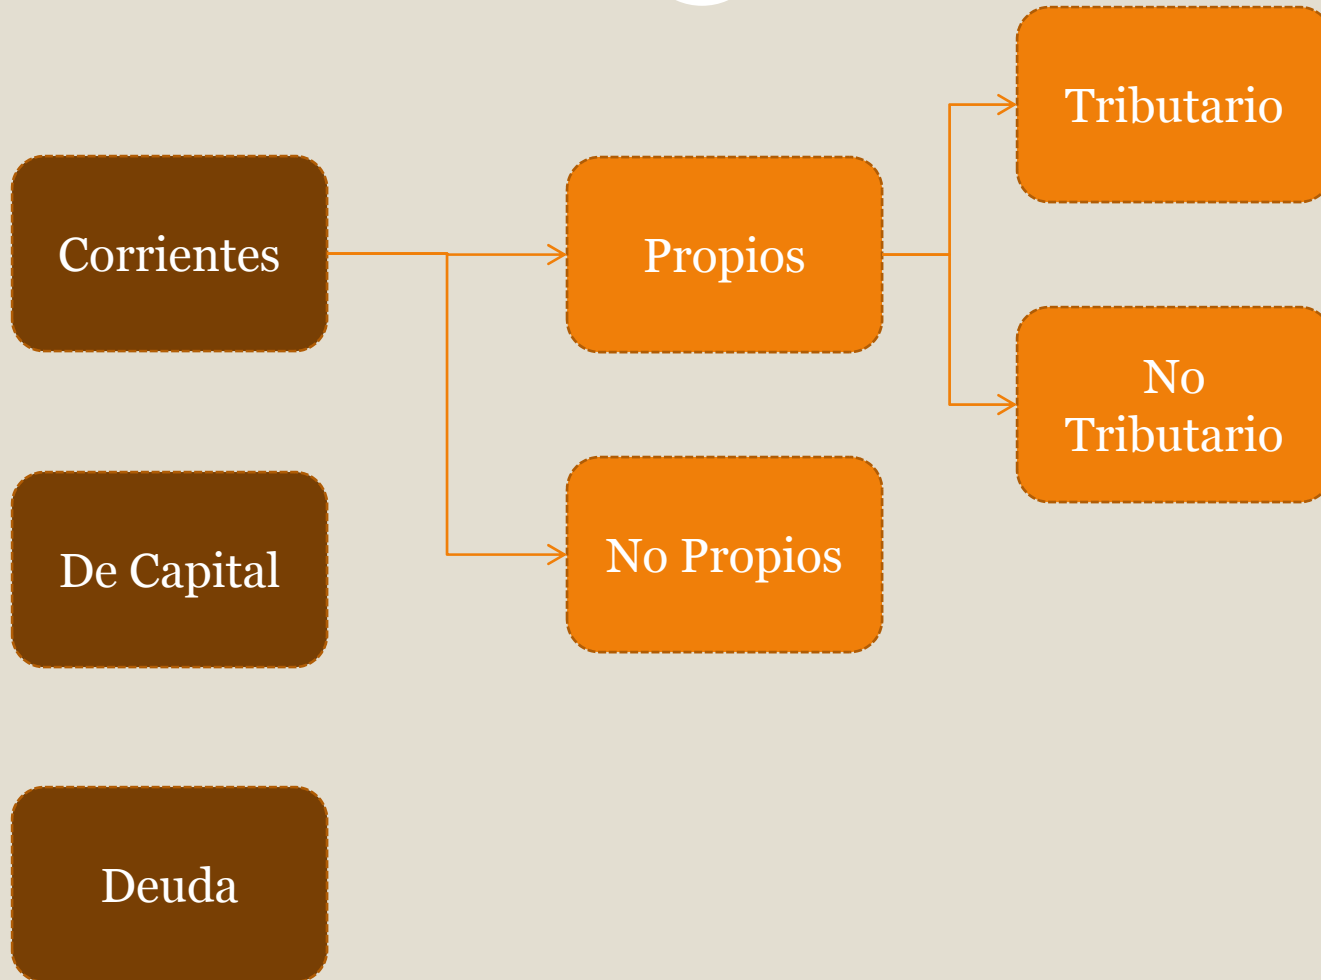 Corrientes
De Capital
Deuda
Propios
No Propios
Tributario
No
Tributario